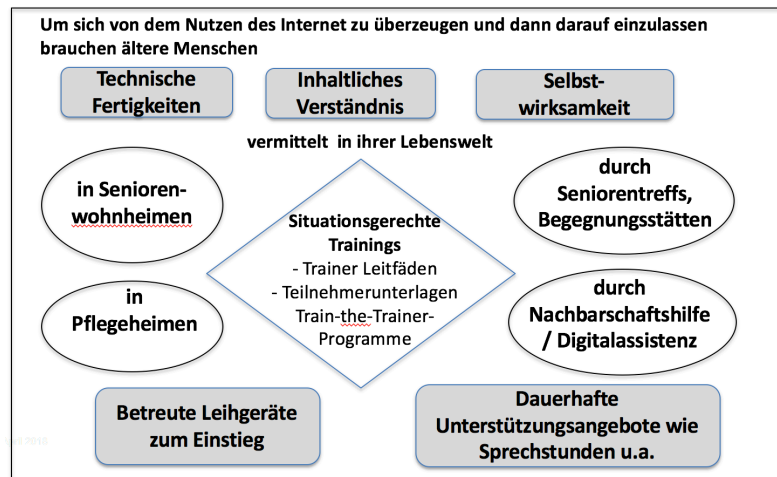 Um sich von dem Nutzen des Internet zu überzeugen und dann darauf einzulassen
brauchen ältere Menschen
Technische
Fertigkeiten
Inhaltliches
Verständnis
Selbst-
wirksamkeit
vermittelt in ihrer Lebenswelt
in Senioren-
wohnheimen
durch
Seniorentreffs,
Begegnungsstätten
Situationsgerechte
Trainings
- Trainer Leitfäden
- Teilnehmerunterlagen
Train-the-Trainer-
Programme
in
Pflegeheimen
durch
Nachbarschaftshilfe
/ Digitalassistenz
Betreute Leihgeräte
zum Einstieg
Dauerhafte
Unterstützungsangebote wie
Sprechstunden u.a.